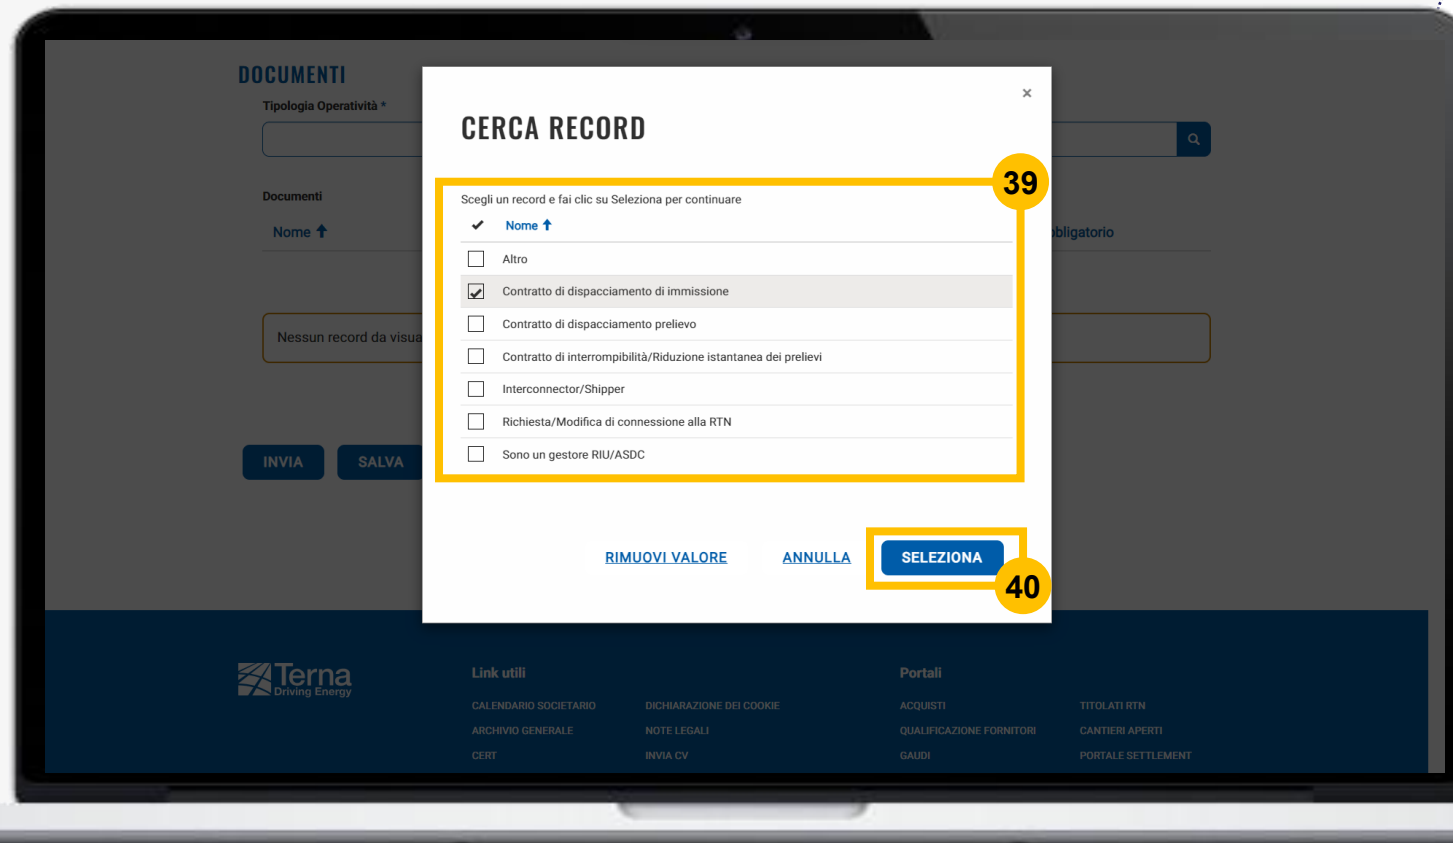 DOCUMENTI
Tipologia Operatività *
Documenti
Nome
obbligatorio
Nessun record da
INVIA
SALVA
×
CERCA RECORD
39
Scegli un record e fai clic su Seleziona per continuare
Nome
Altro
Contratto di dispacciamento di immissione
Contratto di dispacciamento prelievo
Contratto di interrompibilità/Riduzione istantanea dei prelievi
Interconnector/Shipper
Richiesta/Modifica di connessione alla RTN
Sono un gestore RIU/ASDC
RIMUOVI VALORE
ANNULLA
SELEZIONA
40
Terna
Driving Energy
Link utili
CALENDARIO SOCIETARIO
DICHIARAZIONE DEI COOKIE
ARCHIVIO GENERALE
NOTE LEGALI
CERT
INVIA CV
Portali
ACQUISTI
TITOLATI RTN
QUALIFICAZIONE FORNITORI
CANTIERI APERTI
GAUDI
PORTALE SETTLEMENT